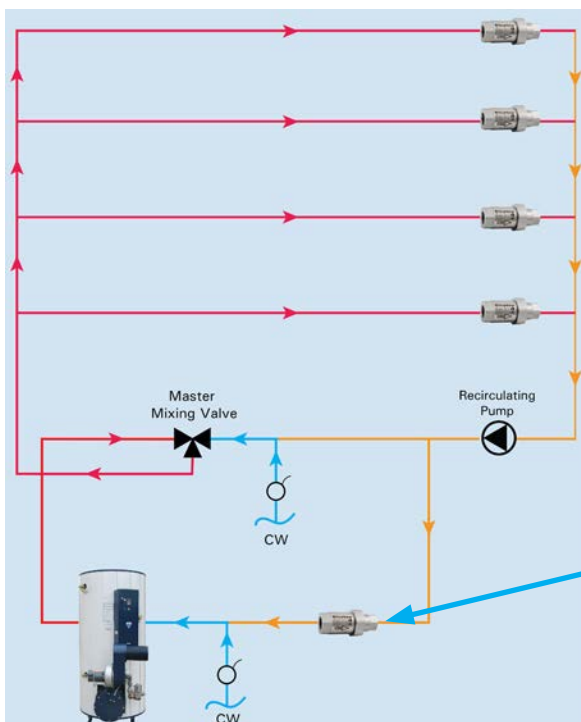 Master
Mixing Valve
Recirculating
Pump
CW
CW